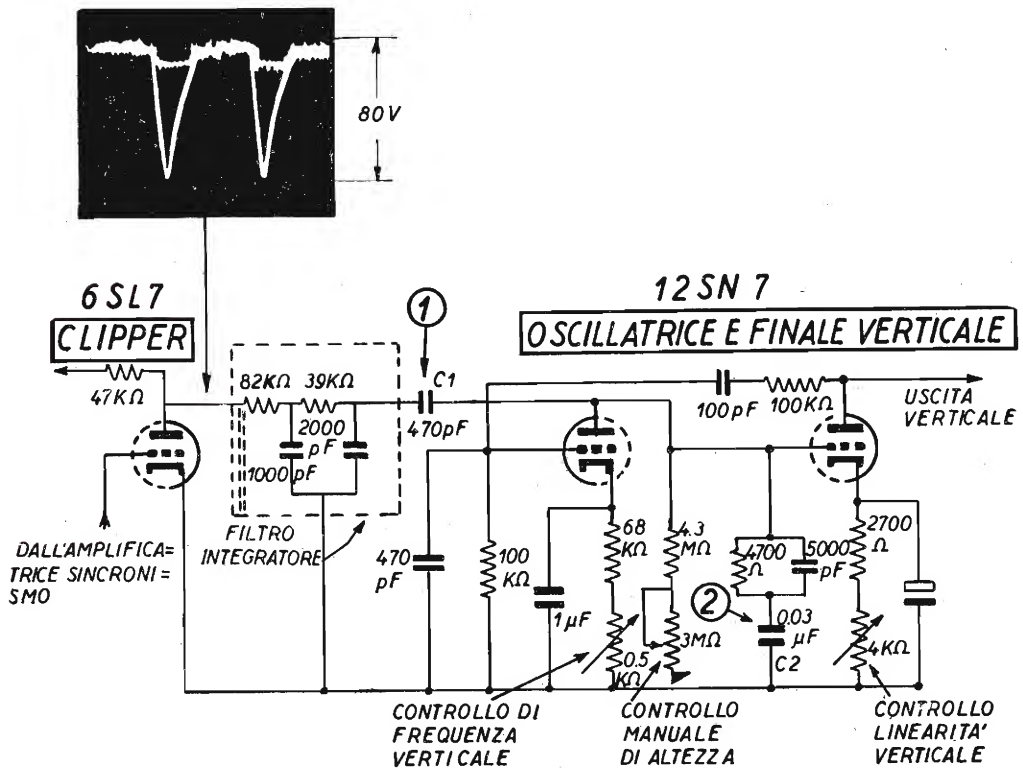 80V
6SL7
CLIPPER
47KΩ
82KΩ
39KΩ
2000
pF
1000pF
FILTRO
INTEGRATORE
DALL'AMPLIFICA=
TRICE SINCRONI=
SMO
1
C1
470pF
470
pF
100
KΩ
1µF
68
KΩ
0.5
KΩ
12SN7
OSCILLATRICE E FINALE VERTICALE
100pF
100KΩ
USCITA
VERTICALE
4.3
MΩ
3MΩ
4700
Ω
5000
pF
2
0,03
µF
C2
2700
Ω
4KΩ
CONTROLLO DI
FREQUENZA
VERTICALE
CONTROLLO
MANUALE
DI ALTEZZA
CONTROLLO
LINEARITA'
VERTICALE